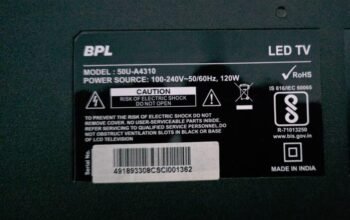 BPL
LED TV
MODEL : 50U-A4310
POWER SOURCE: 100-240V~50/60Hz, 120W
RoHS
CAUTION
RISK OF ELECTRIC SHOCK
DO NOT OPEN
IS 616/IEC 60065
R-71013250
www.bis.gov.in
TO PREVENT THE RISK OF ELECTRIC SHOCK DO NOT
REMOVE COVER. NO USER-SERVICEABLE PARTS INSIDE.
REFER SERVICING TO QUALIFIED SERVICE PERSONNEL.DO
NOT OBSTRUCT VENTILATION SLOTS IN BLACK OR BASE
OF LCD TELEVISION
Serial No.
491893308CSCI001362
MADE IN INDIA